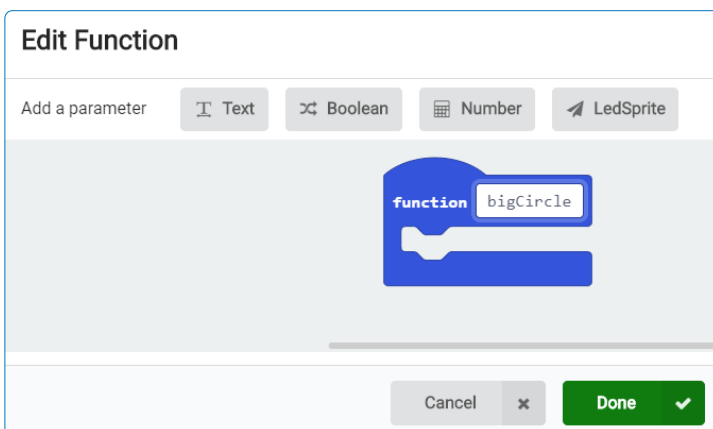 Edit Function
Add a parameter Text Boolean Number LedSprite
function bigCircle
Cancel Done